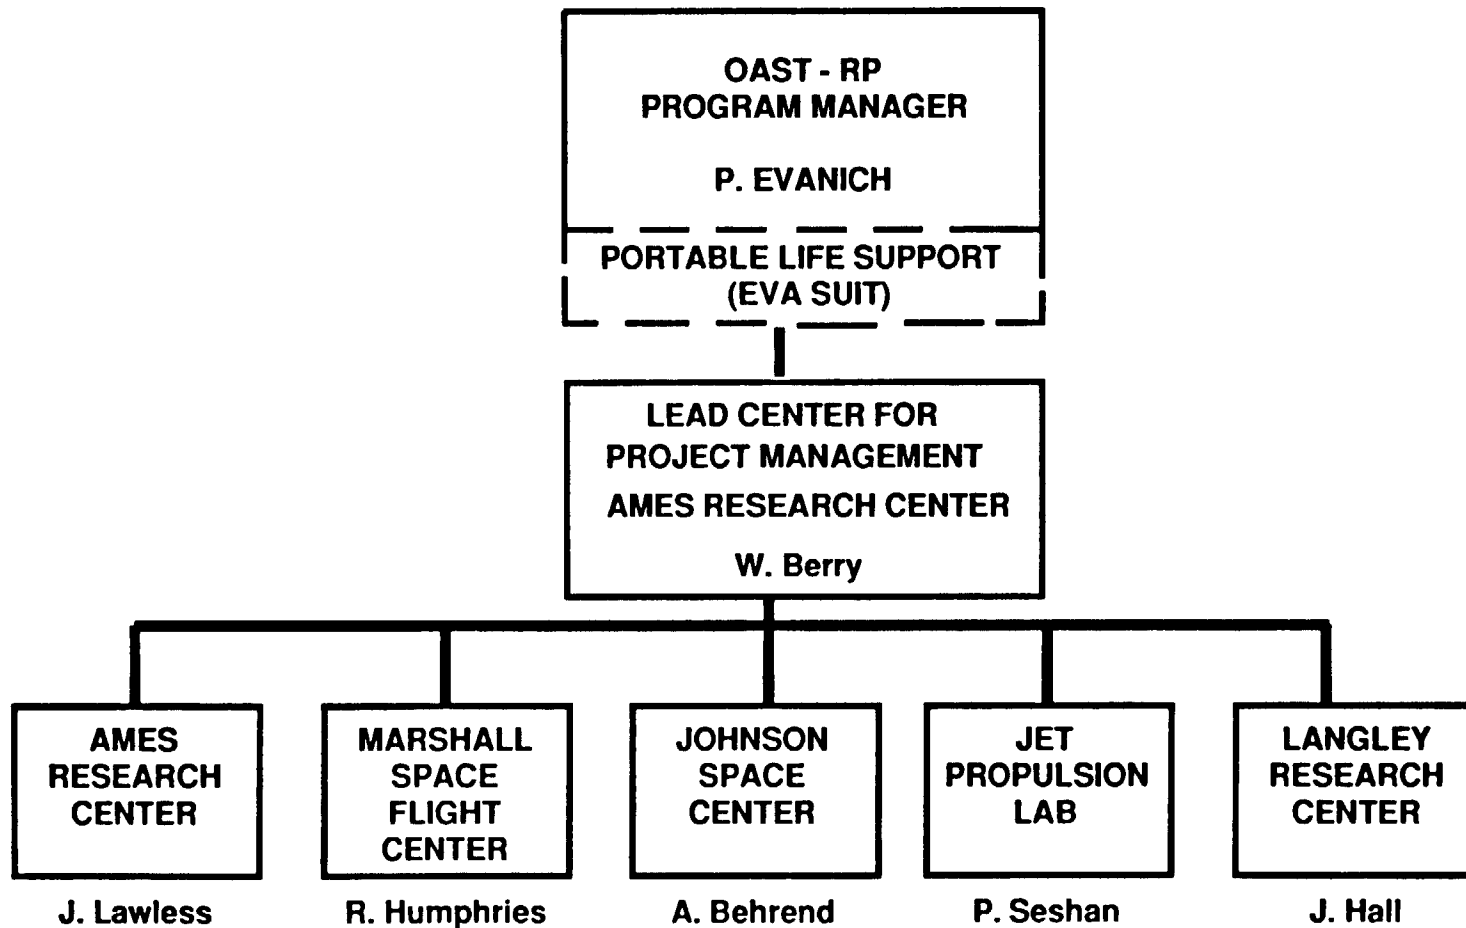 OAST - RP
PROGRAM MANAGER
P. EVANICH
PORTABLE LIFE SUPPORT
(EVA SUIT)
LEAD CENTER FOR
PROJECT MANAGEMENT
AMES RESEARCH CENTER
W. Berry
AMES
RESEARCH
CENTER
J. Lawless
MARSHALL
SPACE
FLIGHT
CENTER
R. Humphries
JOHNSON
SPACE
CENTER
A. Behrend
JET
PROPULSION
LAB
P. Seshan
LANGLEY
RESEARCH
CENTER
J. Hall